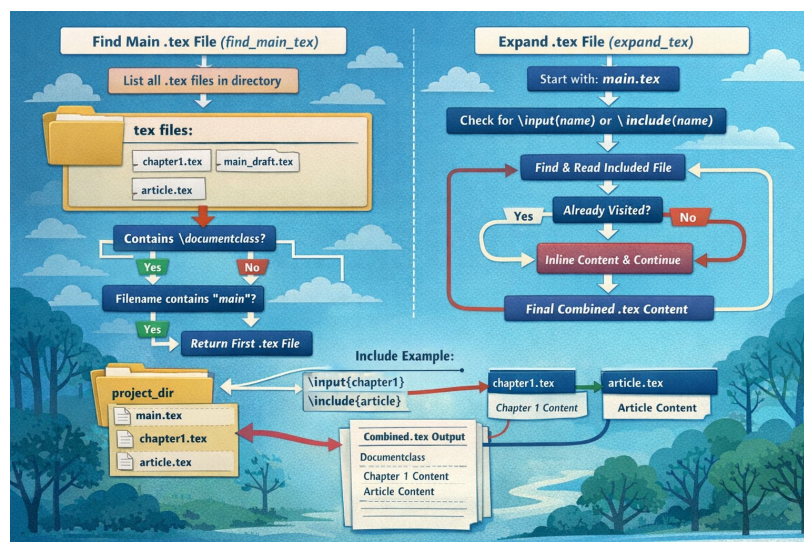 Find Main .tex File (find_main_tex)
List all .tex files in directory
tex files:
chapter1.tex
main_draft.tex
article.tex
Contains \documentclass?
Yes
No
Filename contains "main"?
Yes
Return First .tex File
Expand .tex File (expand_tex)
Start with: main.tex
Check for \input(name) or \include(name)
Find & Read Included File
Already Visited?
Yes
No
Inline Content & Continue
Final Combined .tex Content
Include Example:
project_dir
main.tex
chapter1.tex
article.tex
\input{chapter1}
\include{article}
chapter1.tex
Chapter 1 Content
article.tex
Article Content
Combined.tex Output
Documentclass
Chapter 1 Content
Article Content